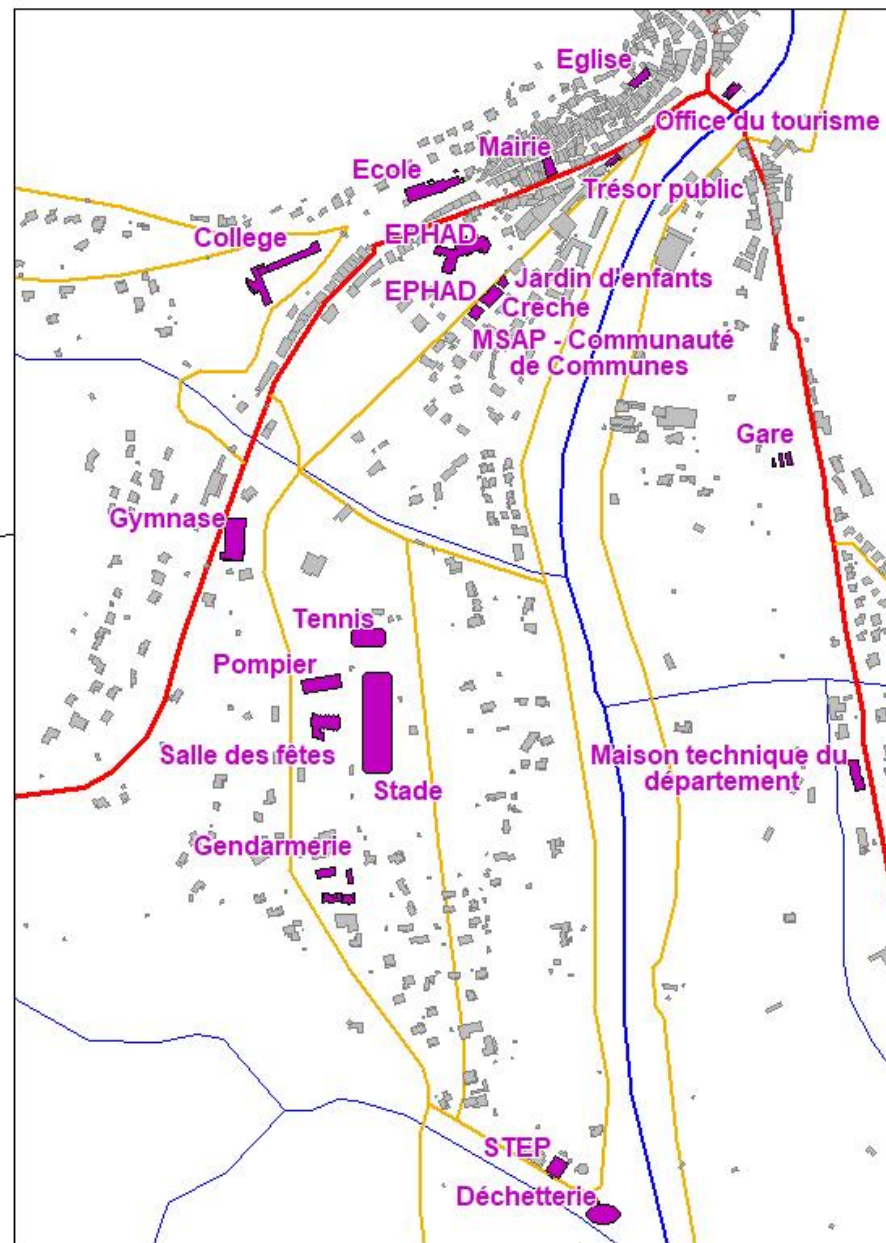 Eglise
Office du tourisme
Mairie
Ecole
Trésor public
College
EPHAD
Jardin d'enfants
EPHAD
Creche
MSAP - Communauté
de Communes
Gare
Gymnase
Tennis
Pompier
Salle des fêtes
Maison technique du
département
Stade
Gendarmerie
STEP
Déchetterie